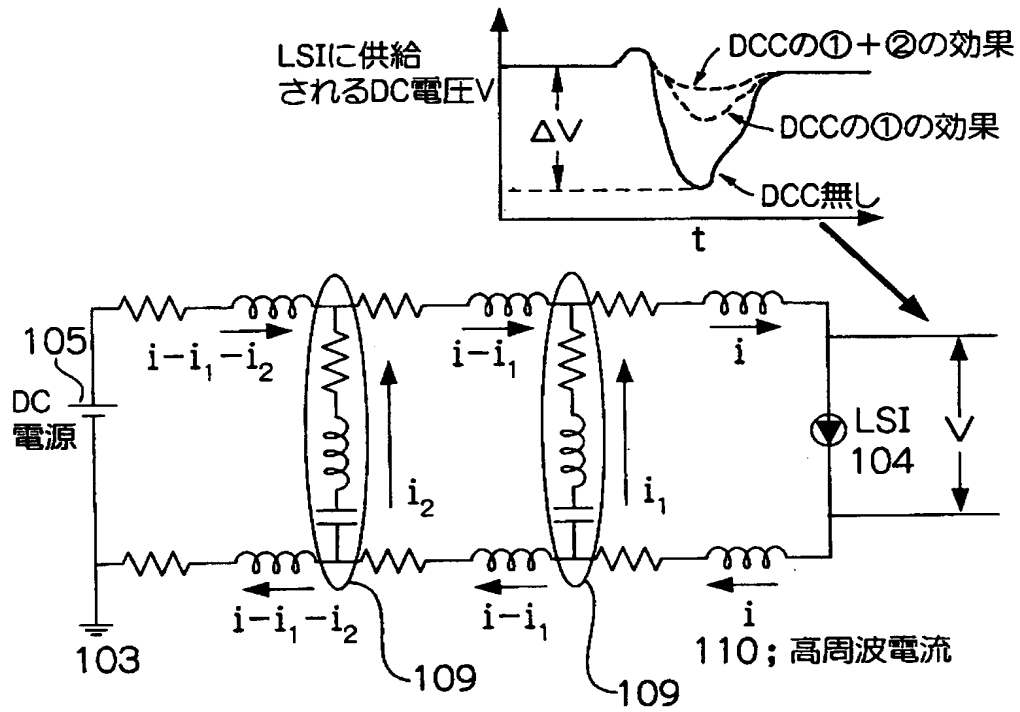 LSIに供給
されるDC電圧V
DCCの①+②の効果
ΔV
DCCの①の効果
DCC無し
t
105
DC
電源
i-i₁-i₂
i-i₁
i
i₂
i₁
LSI
104
V
i-i₁-i₂
i-i₁
i
103
109
109
110;高周波電流